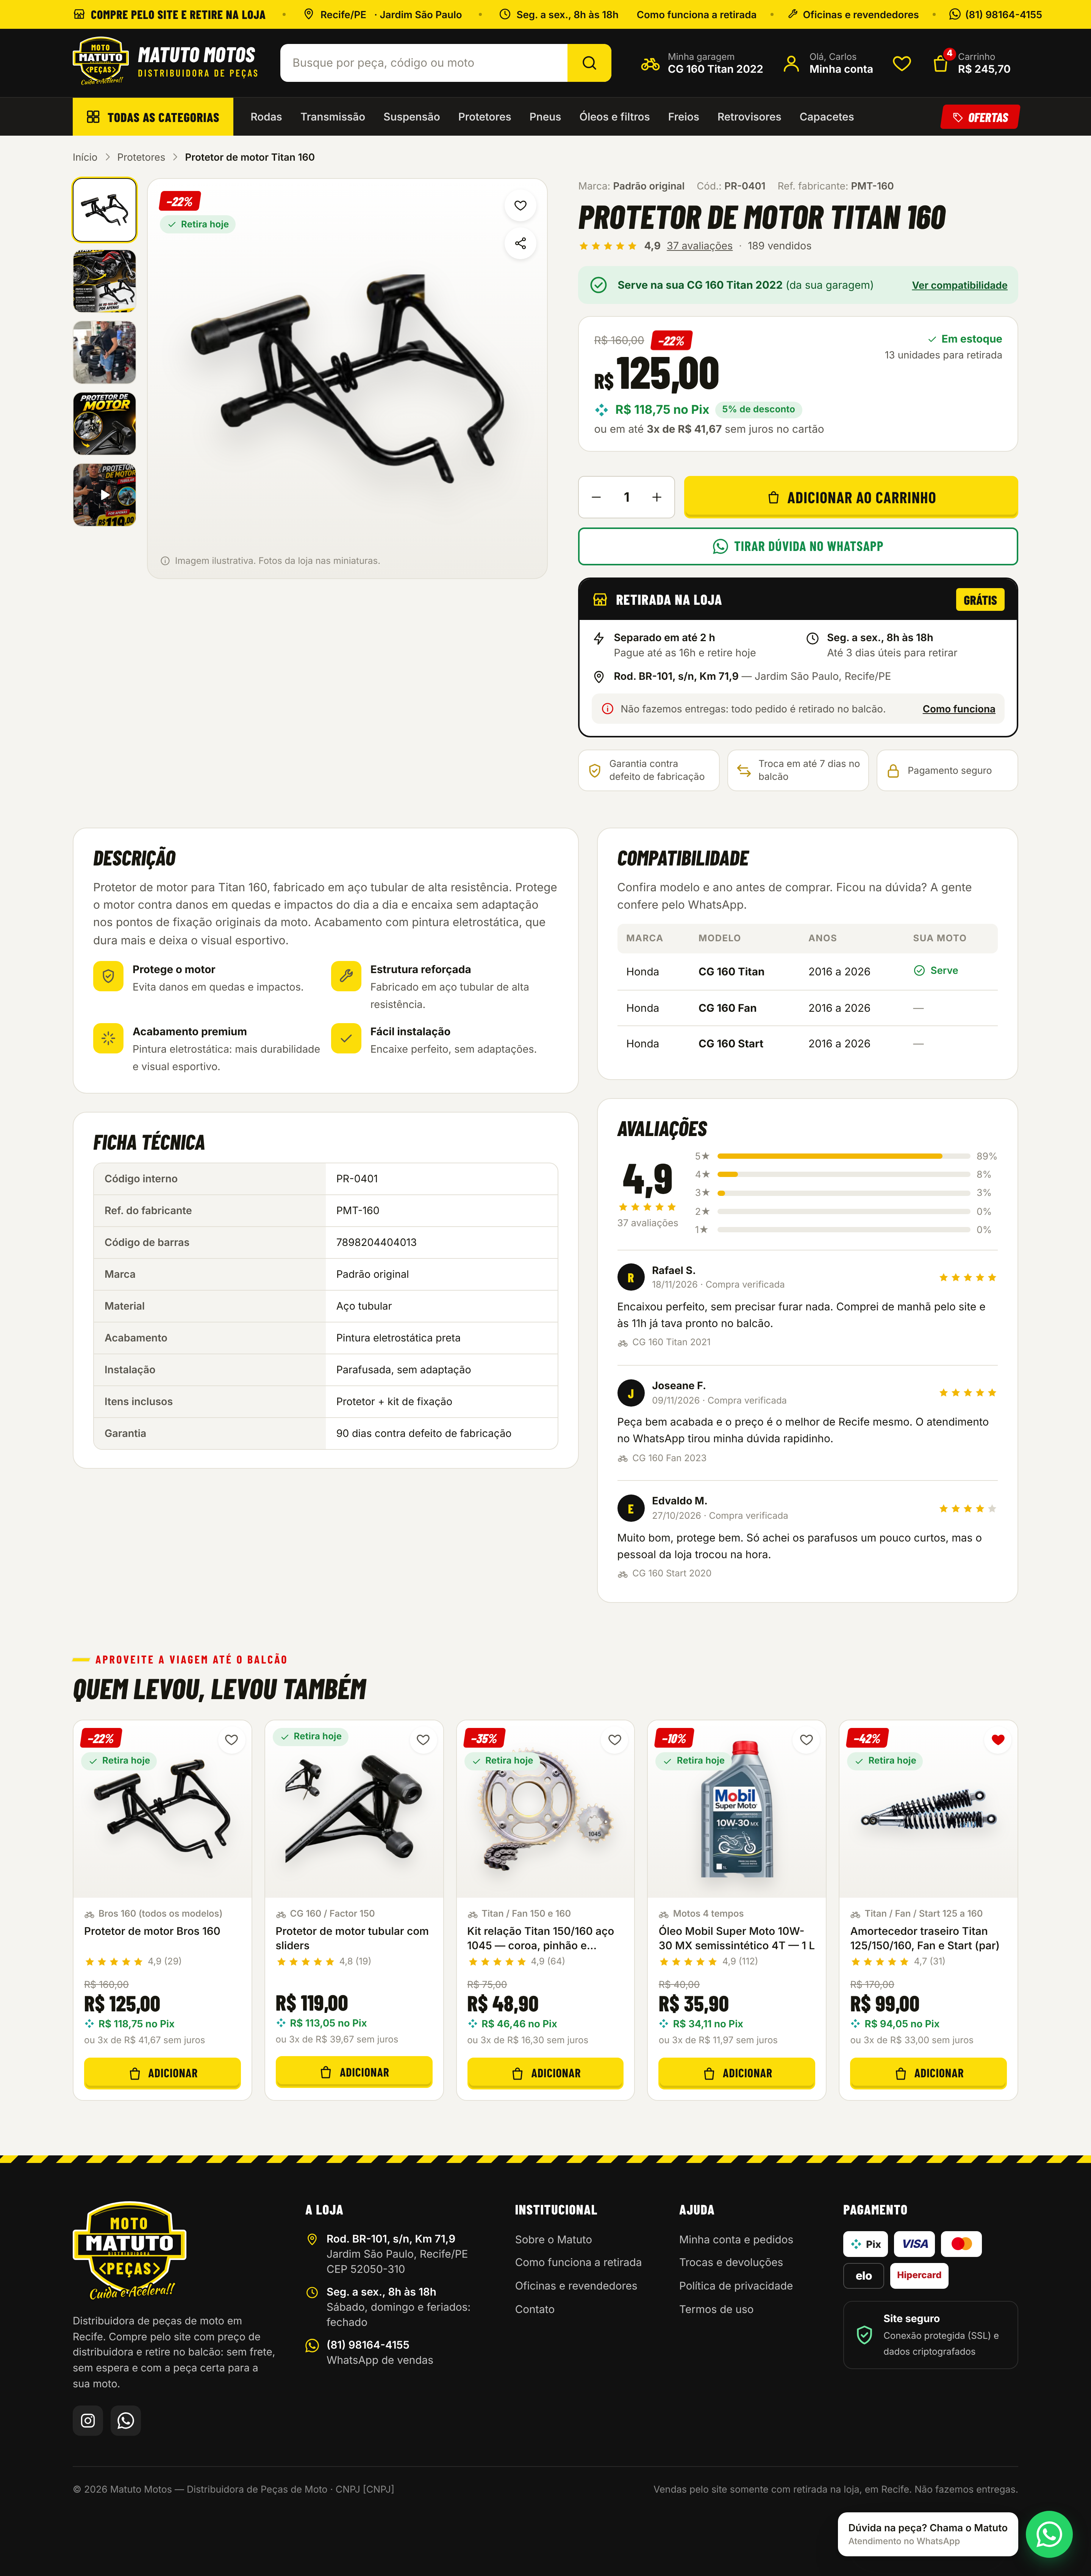 COMPRE PELO SITE E RETIRE NA LOJA • Recife/PE · Jardim São Paulo • Seg. a sex., 8h às 18h Como funciona a retirada • Oficinas e revendedores • (81) 98164-4155
MOTO
MATUTO
<PEÇAS>
Cuida e Acelera!!
MATUTO MOTOS
DISTRIBUIDORA DE PEÇAS
Busque por peça, código ou moto
Minha garagem
CG 160 Titan 2022
Olá, Carlos
Minha conta
4
Carrinho
R$ 245,70
TODAS AS CATEGORIAS Rodas Transmissão Suspensão Protetores Pneus Óleos e filtros Freios Retrovisores Capacetes OFERTAS
Início > Protetores > Protetor de motor Titan 160
-22%
Retira hoje
PROTETOR DE
MOTOR
Imagem ilustrativa. Fotos da loja nas miniaturas.
Marca: Padrão original Cód.: PR-0401 Ref. fabricante: PMT-160
PROTETOR DE MOTOR TITAN 160
4,9 37 avaliações · 189 vendidos
Serve na sua CG 160 Titan 2022 (da sua garagem) Ver compatibilidade
R$ 160,00 -22%
R$ 125,00
Em estoque
13 unidades para retirada
R$ 118,75 no Pix 5% de desconto
ou em até 3x de R$ 41,67 sem juros no cartão
− 1 + ADICIONAR AO CARRINHO
TIRAR DÚVIDA NO WHATSAPP
RETIRADA NA LOJA GRÁTIS
Separado em até 2 h
Pague até as 16h e retire hoje
Seg. a sex., 8h às 18h
Até 3 dias úteis para retirar
Rod. BR-101, s/n, Km 71,9 — Jardim São Paulo, Recife/PE
Não fazemos entregas: todo pedido é retirado no balcão. Como funciona
Garantia contra
defeito de fabricação
Troca em até 7 dias no
balcão
Pagamento seguro
DESCRIÇÃO
Protetor de motor para Titan 160, fabricado em aço tubular de alta resistência. Protege
o motor contra danos em quedas e impactos do dia a dia e encaixa sem adaptação
nos pontos de fixação originais da moto. Acabamento com pintura eletrostática, que
dura mais e deixa o visual esportivo.
Protege o motor
Evita danos em quedas e impactos.
Estrutura reforçada
Fabricado em aço tubular de alta
resistência.
Acabamento premium
Pintura eletrostática: mais durabilidade
e visual esportivo.
Fácil instalação
Encaixe perfeito, sem adaptações.
FICHA TÉCNICA
Código interno PR-0401
Ref. do fabricante PMT-160
Código de barras 7898204404013
Marca Padrão original
Material Aço tubular
Acabamento Pintura eletrostática preta
Instalação Parafusada, sem adaptação
Itens inclusos Protetor + kit de fixação
Garantia 90 dias contra defeito de fabricação
COMPATIBILIDADE
Confira modelo e ano antes de comprar. Ficou na dúvida? A gente
confere pelo WhatsApp.
MARCA MODELO ANOS SUA MOTO
Honda CG 160 Titan 2016 a 2026 Serve
Honda CG 160 Fan 2016 a 2026 —
Honda CG 160 Start 2016 a 2026 —
AVALIAÇÕES
4,9
37 avaliações
5★ 89%
4★ 8%
3★ 3%
2★ 0%
1★ 0%
R
Rafael S.
18/11/2026 · Compra verificada
Encaixou perfeito, sem precisar furar nada. Comprei de manhã pelo site e
às 11h já tava pronto no balcão.
CG 160 Titan 2021
J
Joseane F.
09/11/2026 · Compra verificada
Peça bem acabada e o preço é o melhor de Recife mesmo. O atendimento
no WhatsApp tirou minha dúvida rapidinho.
CG 160 Fan 2023
E
Edvaldo M.
27/10/2026 · Compra verificada
Muito bom, protege bem. Só achei os parafusos um pouco curtos, mas o
pessoal da loja trocou na hora.
CG 160 Start 2020
APROVEITE A VIAGEM ATÉ O BALCÃO
QUEM LEVOU, LEVOU TAMBÉM
-22%
Retira hoje
Bros 160 (todos os modelos)
Protetor de motor Bros 160
4,9 (29)
R$ 160,00
R$ 125,00
R$ 118,75 no Pix
ou 3x de R$ 41,67 sem juros
ADICIONAR
Retira hoje
CG 160 / Factor 150
Protetor de motor tubular com
sliders
4,8 (19)
R$ 119,00
R$ 113,05 no Pix
ou 3x de R$ 39,67 sem juros
ADICIONAR
-35%
Retira hoje
1045
Titan / Fan 150 e 160
Kit relação Titan 150/160 aço
1045 — coroa, pinhão e...
4,9 (64)
R$ 75,00
R$ 48,90
R$ 46,46 no Pix
ou 3x de R$ 16,30 sem juros
ADICIONAR
-10%
Retira hoje
Mobil
Super Moto
10W-30 MX
Motos 4 tempos
Óleo Mobil Super Moto 10W-
30 MX semissintético 4T — 1 L
4,9 (112)
R$ 40,00
R$ 35,90
R$ 34,11 no Pix
ou 3x de R$ 11,97 sem juros
ADICIONAR
-42%
Retira hoje
Titan / Fan / Start 125 a 160
Amortecedor traseiro Titan
125/150/160, Fan e Start (par)
4,7 (31)
R$ 170,00
R$ 99,00
R$ 94,05 no Pix
ou 3x de R$ 33,00 sem juros
ADICIONAR
MOTO
MATUTO
DISTRIBUIDORA
<PEÇAS>
Cuida e Acelera!!
Distribuidora de peças de moto em
Recife. Compre pelo site com preço de
distribuidora e retire no balcão: sem frete,
sem espera e com a peça certa para a
sua moto.
A LOJA
Rod. BR-101, s/n, Km 71,9
Jardim São Paulo, Recife/PE
CEP 52050-310
Seg. a sex., 8h às 18h
Sábado, domingo e feriados:
fechado
(81) 98164-4155
WhatsApp de vendas
INSTITUCIONAL
Sobre o Matuto
Como funciona a retirada
Oficinas e revendedores
Contato
AJUDA
Minha conta e pedidos
Trocas e devoluções
Política de privacidade
Termos de uso
PAGAMENTO
Pix VISA
elo Hipercard
Site seguro
Conexão protegida (SSL) e
dados criptografados
© 2026 Matuto Motos — Distribuidora de Peças de Moto · CNPJ [CNPJ]
Vendas pelo site somente com retirada na loja, em Recife. Não fazemos entregas.
Dúvida na peça? Chama o Matuto
Atendimento no WhatsApp